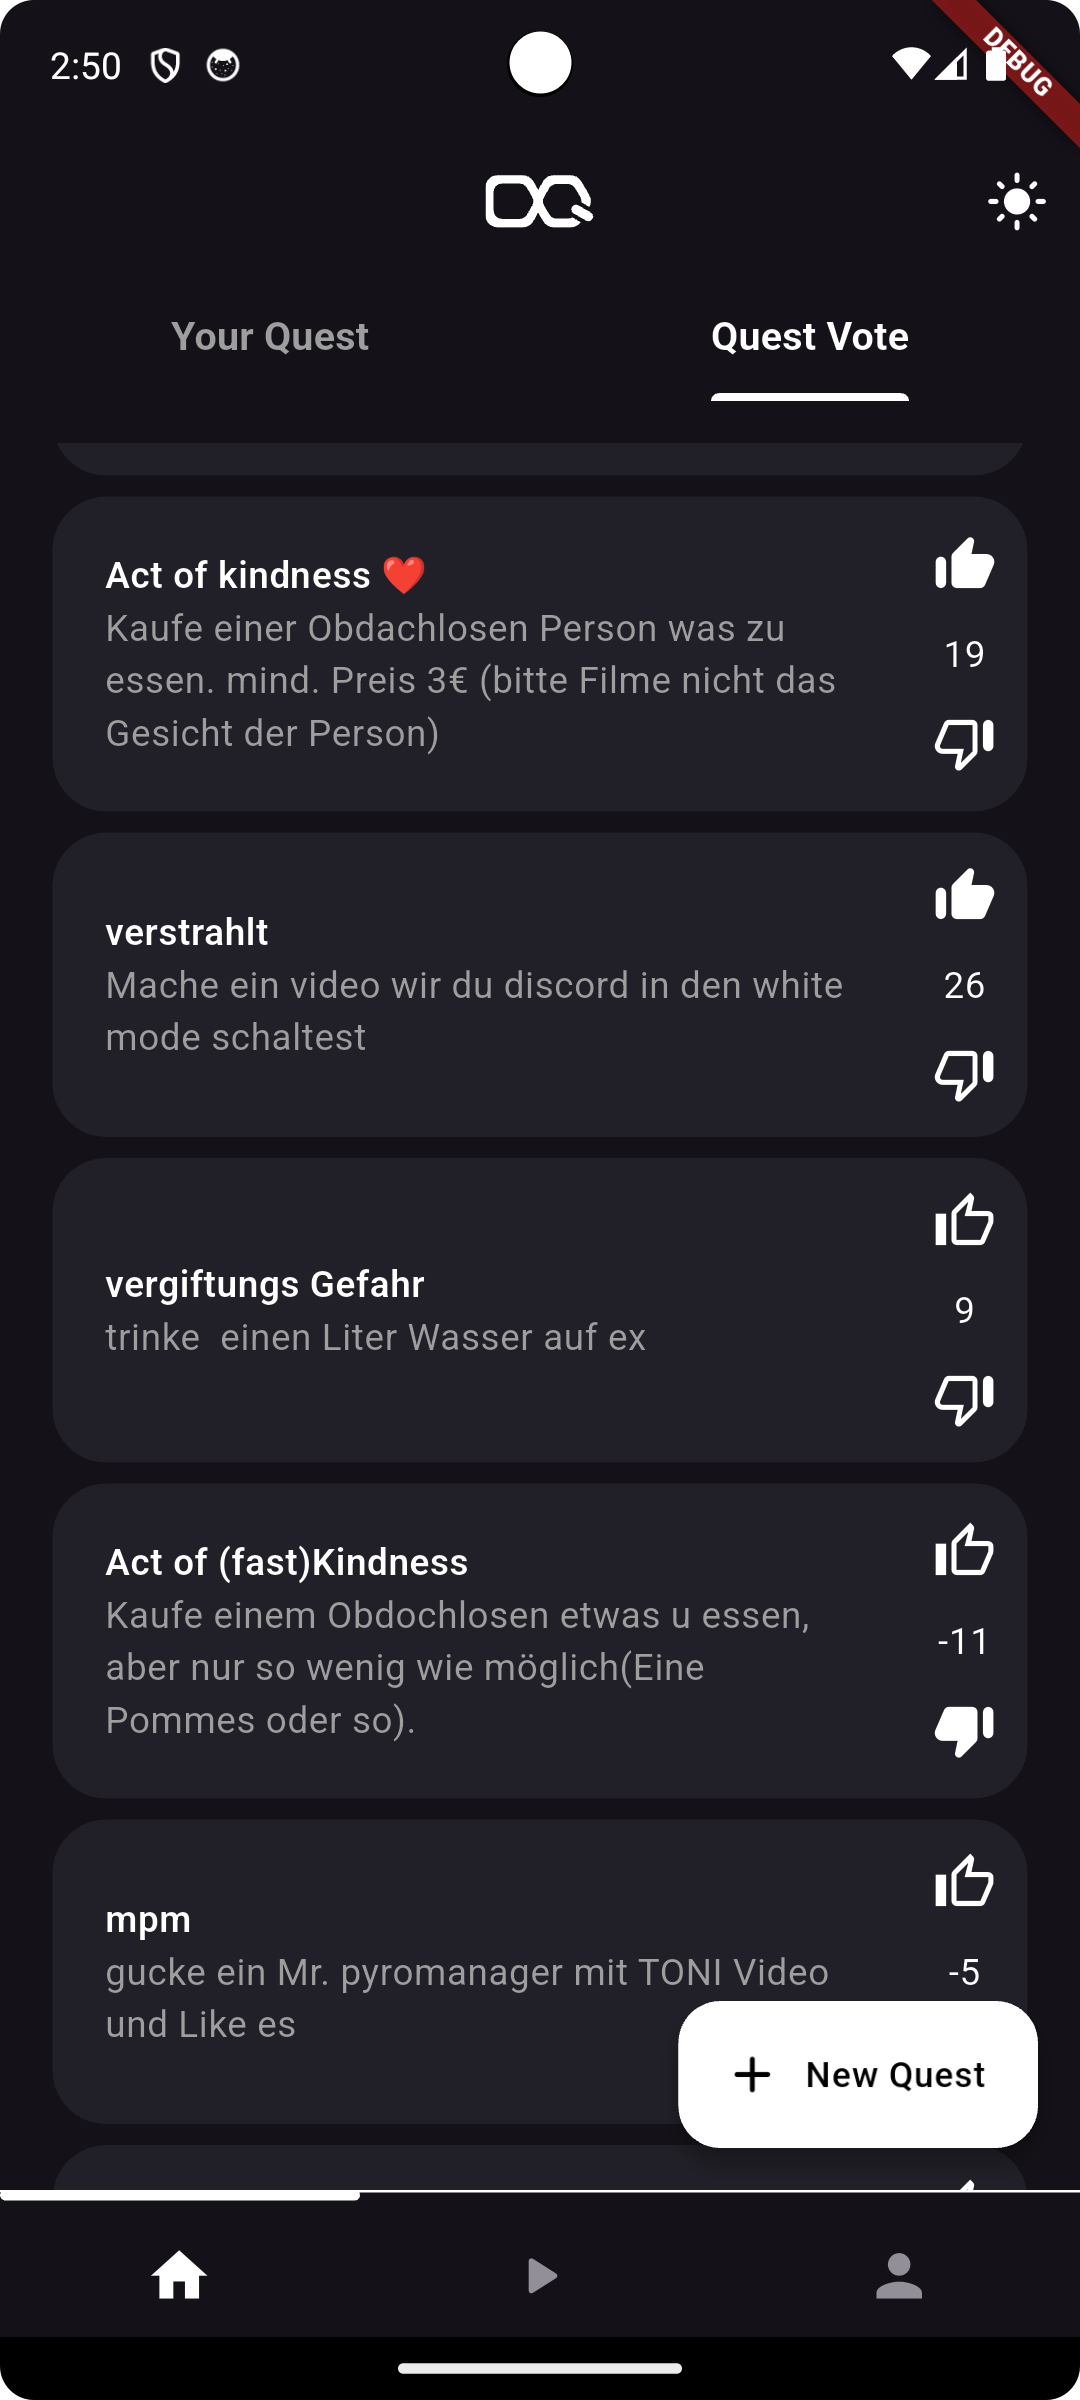 2:50
DEBUG
DQ
Your Quest
Quest Vote
Act of kindness ❤️
Kaufe einer Obdachlosen Person was zu
essen. mind. Preis 3€ (bitte Filme nicht das
Gesicht der Person)
19
verstrahlt
Mache ein video wir du discord in den white
mode schaltest
26
vergiftungs Gefahr
trinke  einen Liter Wasser auf ex
9
Act of (fast)Kindness
Kaufe einem Obdochlosen etwas u essen,
aber nur so wenig wie möglich(Eine
Pommes oder so).
-11
mpm
gucke ein Mr. pyromanager mit TONI Video
und Like es
-5
New Quest